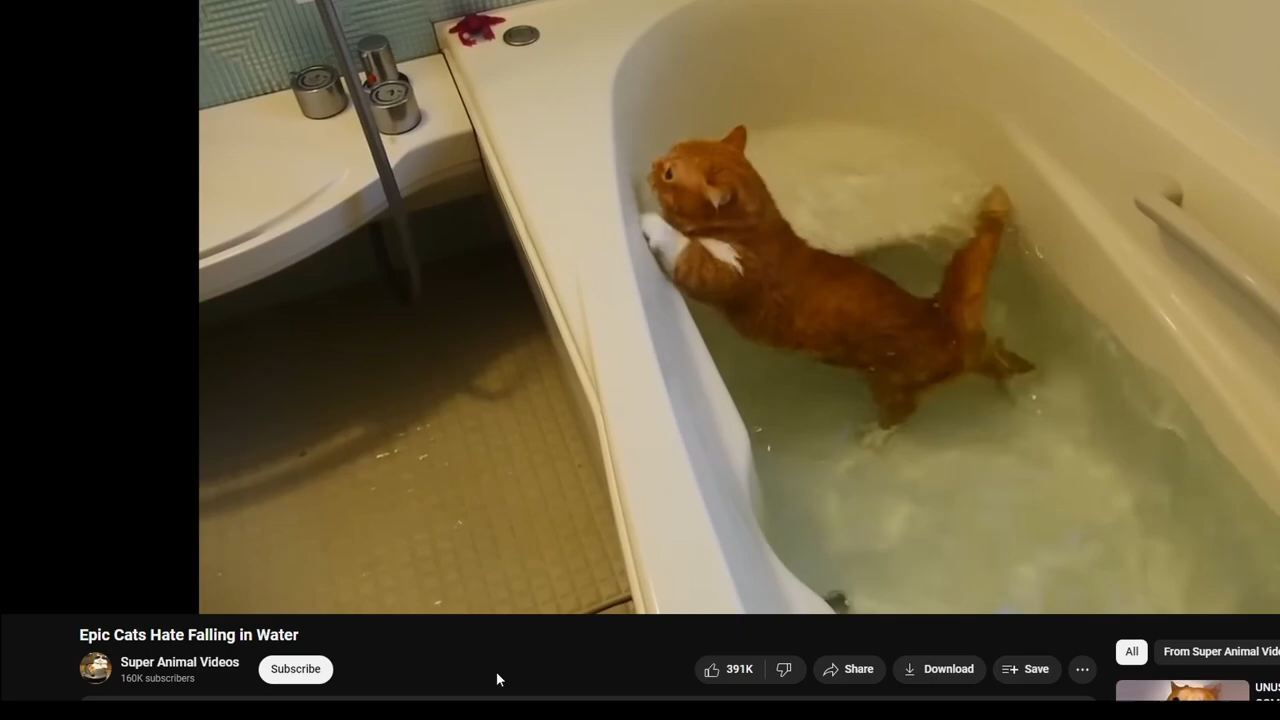 Epic Cats Hate Falling in Water
Super Animal Videos
160K subscribers
Subscribe
391K
Share
Download
Save
All
From Super Animal Vide
UNUS